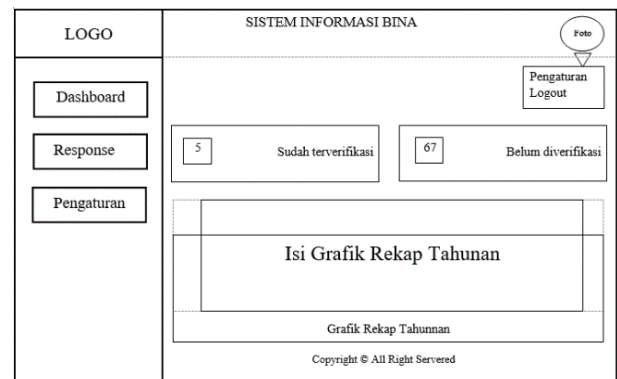 LOGO
SISTEM INFORMASI BINA
Foto
Pengaturan
Logout
Dashboard
Response
Pengaturan
5
Sudah terverifikasi
67
Belum diverifikasi
Isi Grafik Rekap Tahunan
Grafik Rekap Tahunnan
Copyright © All Right Servered